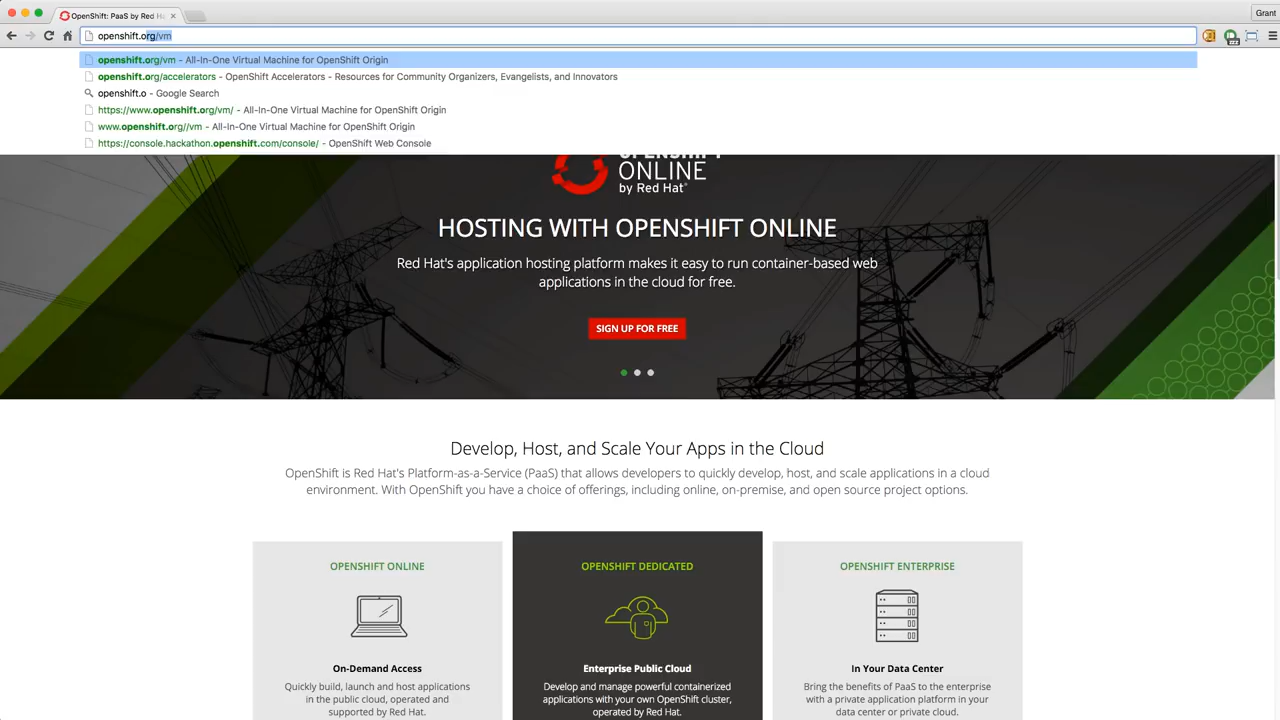 OpenShift: PaaS by Red H
Grant
openshift.org/vm
openshift.org/vm - All-In-One Virtual Machine for OpenShift Origin
openshift.org/accelerators - OpenShift Accelerators - Resources for Community Organizers, Evangelists, and Innovators
openshift.o - Google Search
https://www.openshift.org/vm/ - All-In-One Virtual Machine for OpenShift Origin
www.openshift.org//vm - All-In-One Virtual Machine for OpenShift Origin
https://console.hackathon.openshift.com/console/ - OpenShift Web Console
OPENSHIFT
ONLINE
by Red Hat®
HOSTING WITH OPENSHIFT ONLINE
Red Hat's application hosting platform makes it easy to run container-based web
applications in the cloud for free.
SIGN UP FOR FREE
Develop, Host, and Scale Your Apps in the Cloud
OpenShift is Red Hat's Platform-as-a-Service (PaaS) that allows developers to quickly develop, host, and scale applications in a cloud
environment. With OpenShift you have a choice of offerings, including online, on-premise, and open source project options.
OPENSHIFT ONLINE
On-Demand Access
Quickly build, launch and host applications
in the public cloud, operated and
supported by Red Hat.
OPENSHIFT DEDICATED
Enterprise Public Cloud
Develop and manage powerful containerized
applications with your own OpenShift cluster,
operated by Red Hat.
OPENSHIFT ENTERPRISE
In Your Data Center
Bring the benefits of PaaS to the enterprise
with a private application platform in your
data center or private cloud.